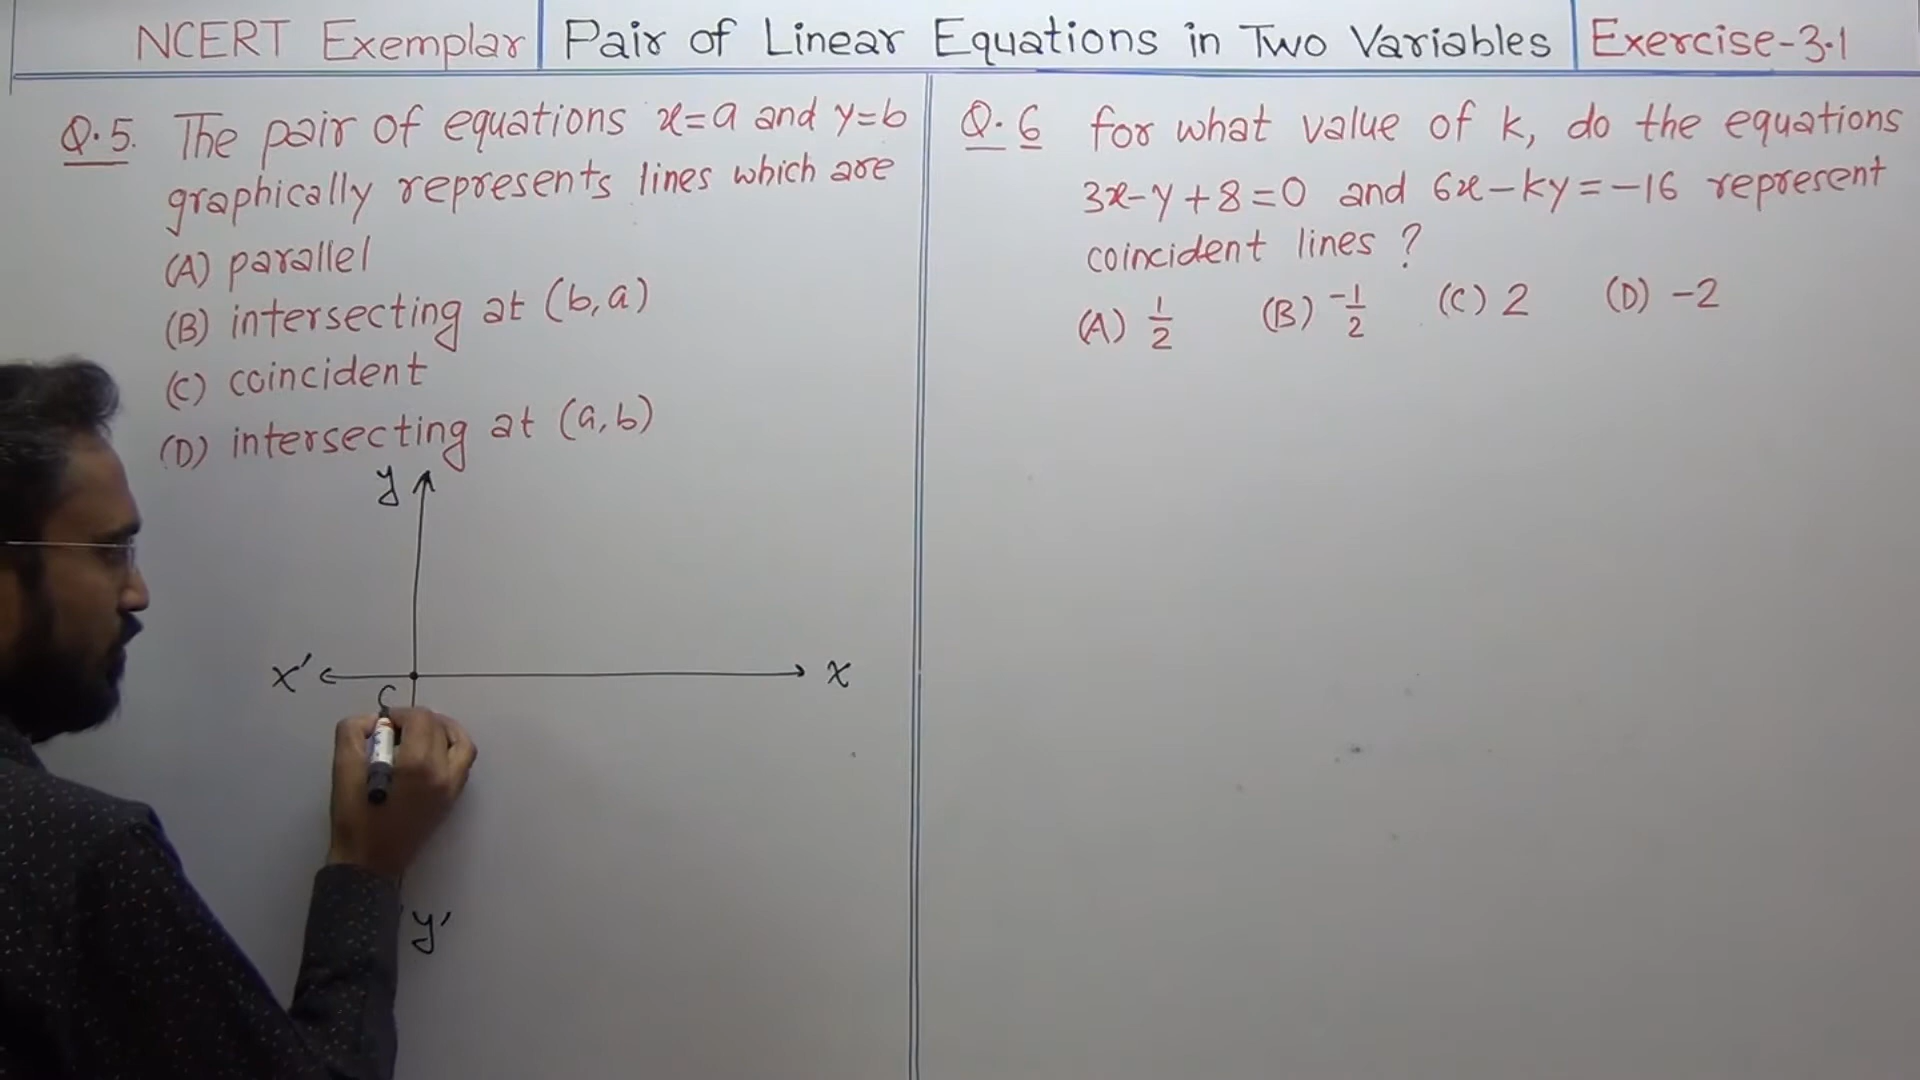 NCERT Exemplar Pair of Linear Equations in Two Variables Exercise-3.1
Q.5. The pair of equations x=a and y=b
graphically represents lines which are
(A) parallel
(B) intersecting at (b,a)
(C) coincident
(D) intersecting at (a,b)
y
x' x
y'
Q.6 for what value of k, do the equations
3x-y+8=0 and 6x-ky=-16 represent
coincident lines ?
(A) 1/2 (B) -1/2 (C) 2 (D) -2